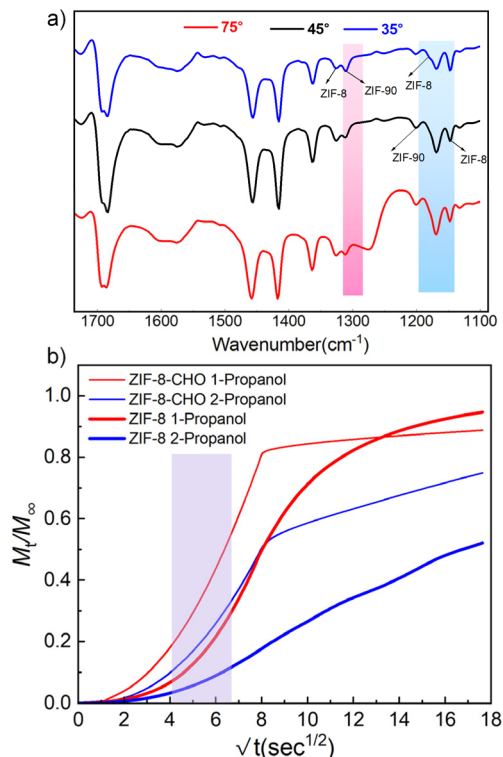 a)
75° 45° 35°
ZIF-8
ZIF-90
ZIF-8
ZIF-90
ZIF-8
1700 1600 1500 1400 1300 1200 1100
Wavenumber(cm⁻¹)
b)
ZIF-8-CHO 1-Propanol
ZIF-8-CHO 2-Propanol
ZIF-8 1-Propanol
ZIF-8 2-Propanol
1.0
0.8
0.6
0.4
0.2
0.0
Mt/M∞
0 2 4 6 8 10 12 14 16 18
√t(sec¹/²)